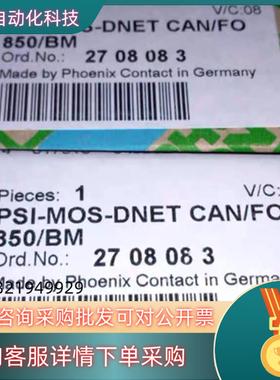 自动化科技
V/C:08
-MOS-DNET CAN/FO
850/BM
Ord.No.: 27 08 08 3
Made by Phoenix Contact in Germany
Pieces: 1
V/C:
PSI-MOS-DNET CAN/FO
850/BM
Ord.No.: 27 08 08 3
821949929
Made by Phoenix Contact in Germany
咨询采购批发可对公开票
客服详情下单采购